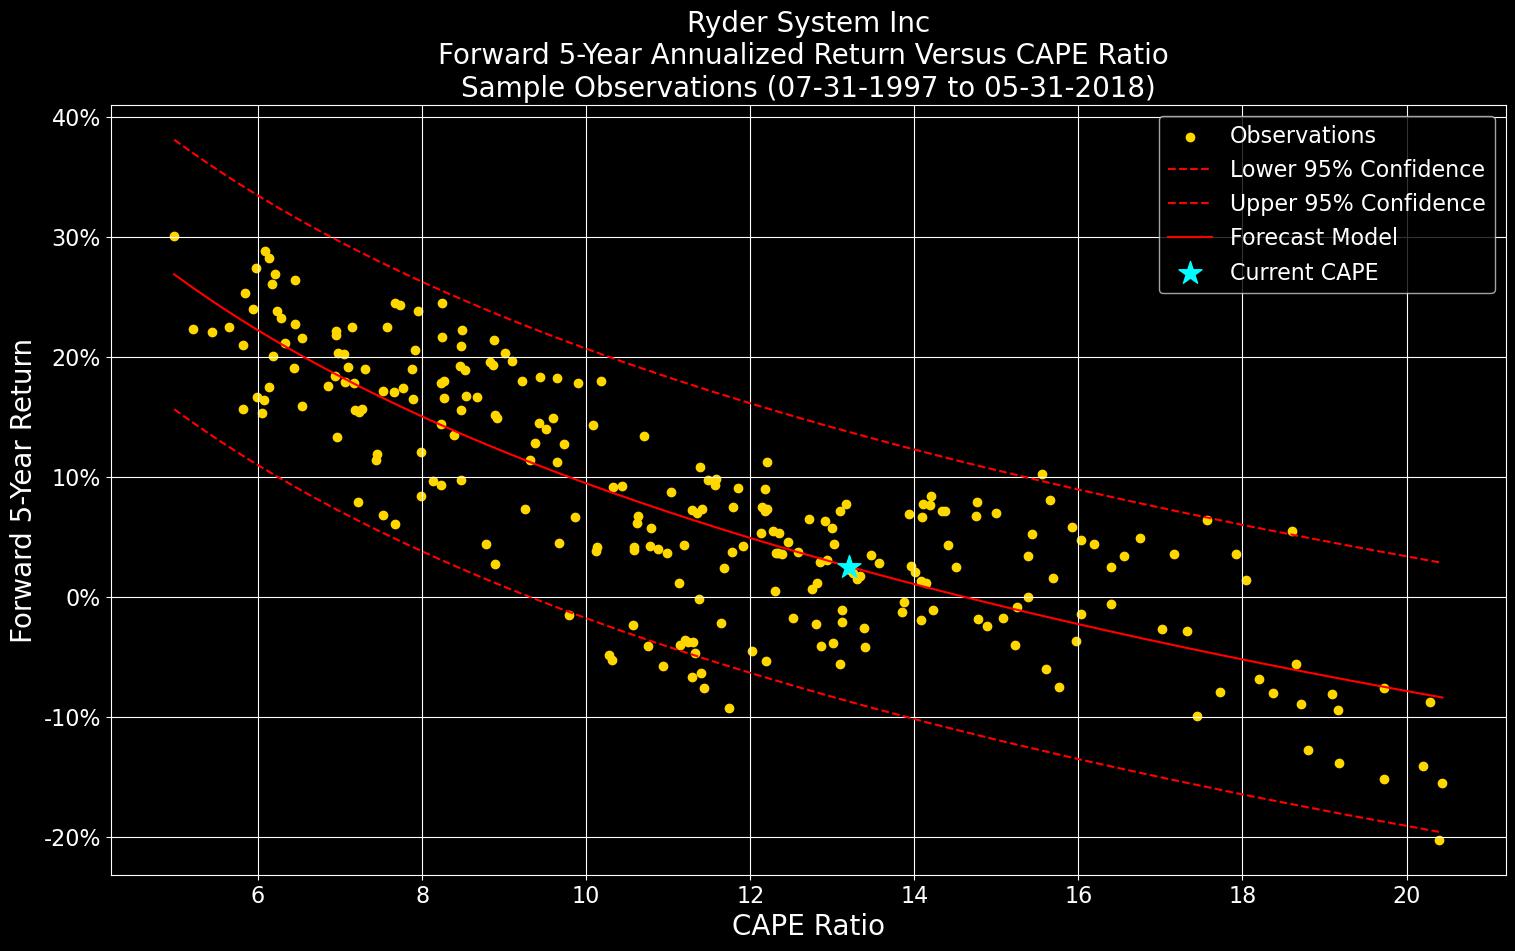 Ryder System Inc
Forward 5-Year Annualized Return Versus CAPE Ratio
Sample Observations (07-31-1997 to 05-31-2018)
Observations
Lower 95% Confidence
Upper 95% Confidence
Forecast Model
Current CAPE
Forward 5-Year Return
40%
30%
20%
10%
0%
-10%
-20%
6 8 10 12 14 16 18 20
CAPE Ratio